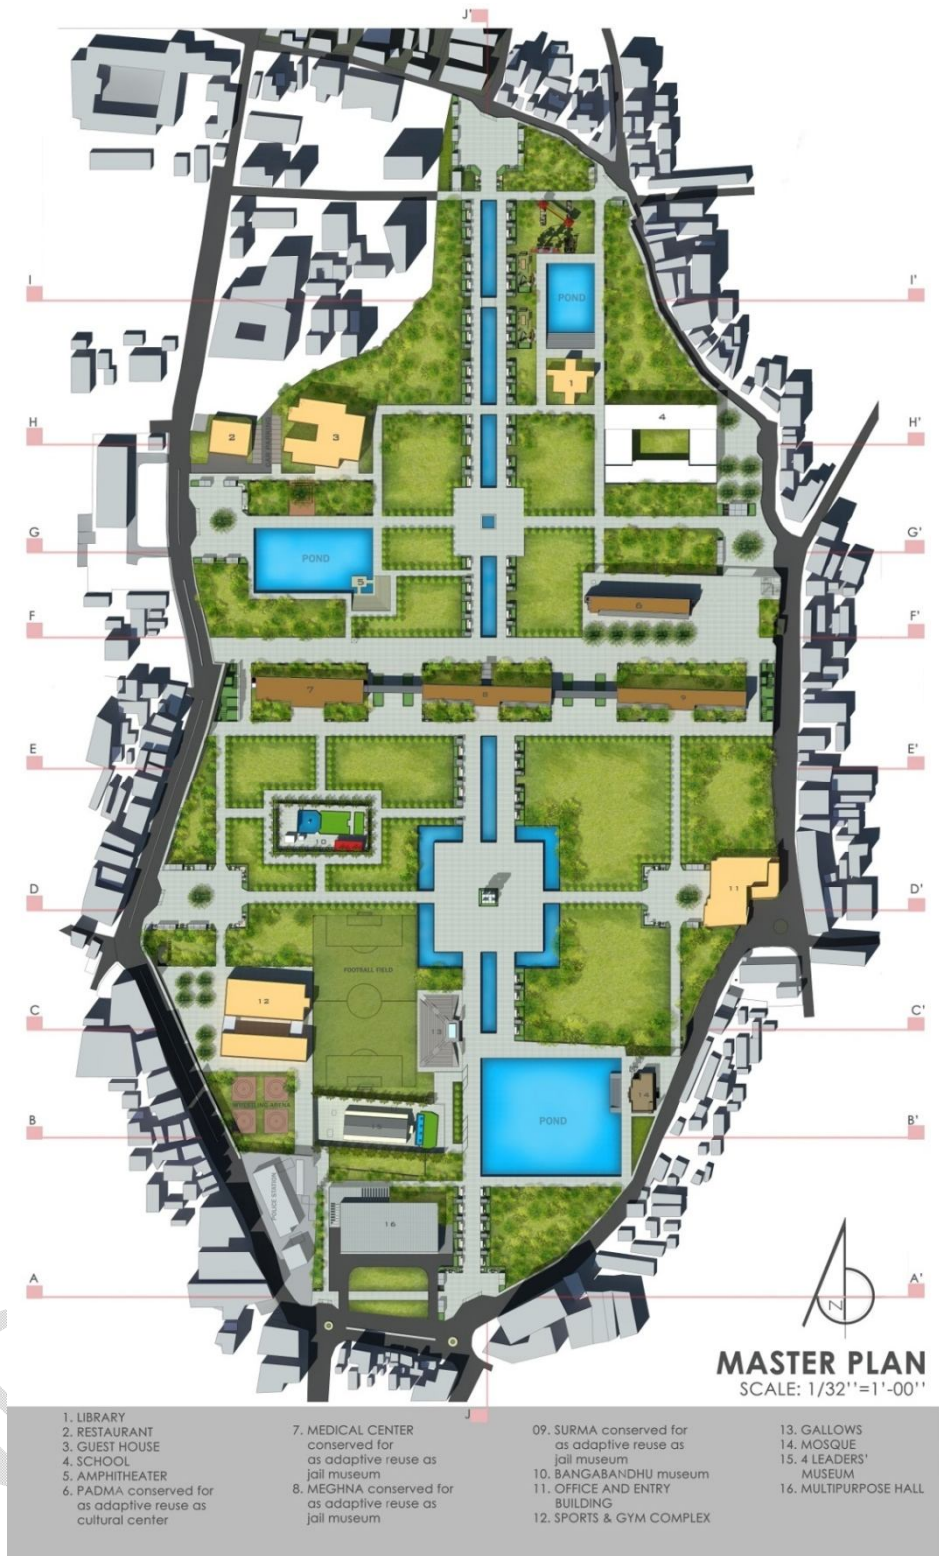 J'
I
I'
POND
1
4
H
H'
2
3
G
G'
POND
5
6
F
F'
7
8
9
E
E'
10
D
D'
11
FOOTBALL FIELD
12
C
C'
13
WRESTLING ARENA
14
B
B'
POND
15
POLICE STATION
16
A
A'
N
MASTER PLAN
SCALE: 1/32''=1'-00''
J
1. LIBRARY
2. RESTAURANT
3. GUEST HOUSE
4. SCHOOL
5. AMPHITHEATER
6. PADMA conserved for
as adaptive reuse as
cultural center
7. MEDICAL CENTER
conserved for
as adaptive reuse as
jail museum
8. MEGHNA conserved for
as adaptive reuse as
jail museum
09. SURMA conserved for
as adaptive reuse as
jail museum
10. BANGABANDHU museum
11. OFFICE AND ENTRY
BUILDING
12. SPORTS & GYM COMPLEX
13. GALLOWS
14. MOSQUE
15. 4 LEADERS'
MUSEUM
16. MULTIPURPOSE HALL